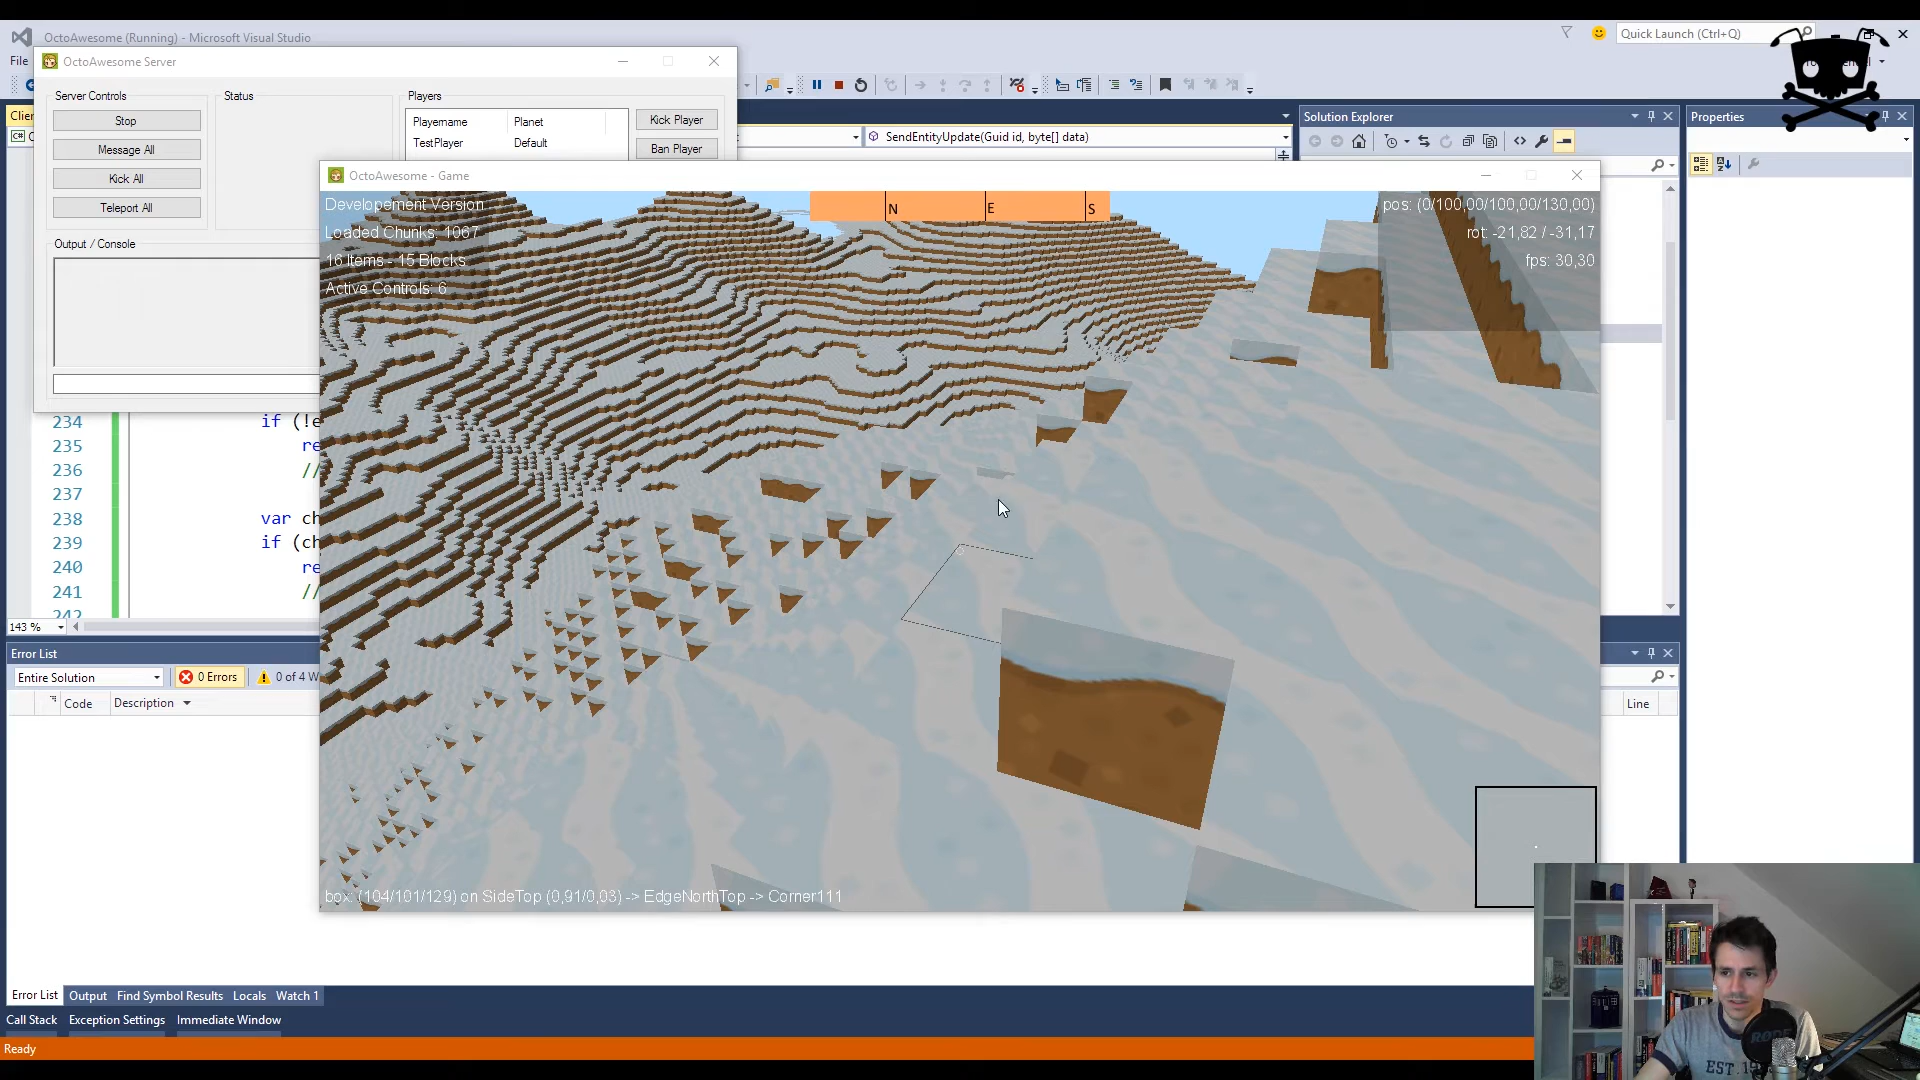 OctoAwesome (Running) - Microsoft Visual Studio
Quick Launch (Ctrl+Q)
File
OctoAwesome Server
Server Controls
Status
Players
Stop
Message All
Kick All
Teleport All
Playername Planet
TestPlayer Default
Kick Player
Ban Player
Output / Console
SendEntityUpdate(Guid id, byte[] data)
Solution Explorer
Properties
OctoAwesome - Game
Developement Version
Loaded Chunks: 1067
16 Items - 15 Blocks
Active Controls: 6
N E S
pos: (0/100,00/100,00/130,00)
rot: -21,82 / -31,17
fps: 30,30
box: (104/101/129) on SideTop (0,91/0,03) -> EdgeNorthTop -> Corner111
234 if (!e
235 re
236 //
237
238 var ch
239 if (ch
240 re
241 //
242
143 %
Error List
Entire Solution
0 Errors
0 of 4 W
Code Description
Line
Error List Output Find Symbol Results Locals Watch 1
Call Stack Exception Settings Immediate Window
Ready
RODE
EST.19